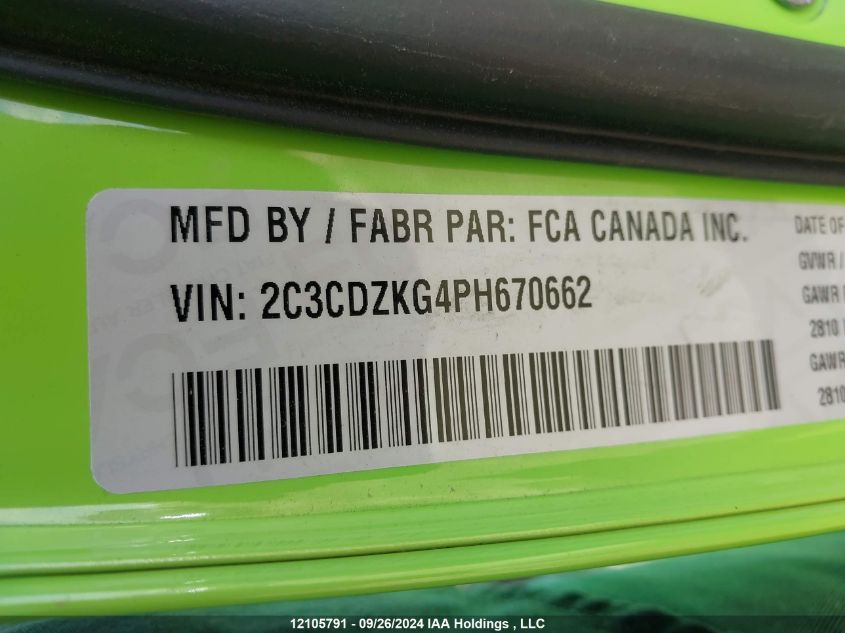 MFD BY / FABR PAR: FCA CANADA INC.
VIN: 2C3CDZKG4PH670662
DATE OF
GVWR /
GAWR
2810
GAWR
2810
12105791 - 09/26/2024 IAA Holdings , LLC